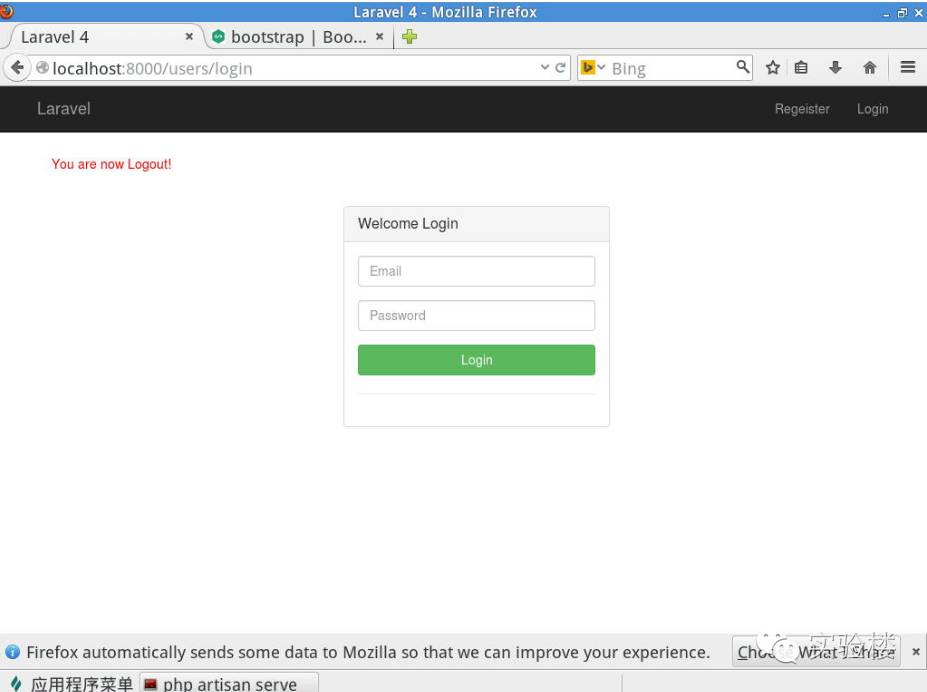 Laravel 4 - Mozilla Firefox
Laravel 4
bootstrap | Boo...
localhost:8000/users/login
Bing
Laravel
Regeister
Login
You are now Logout!
Welcome Login
Email
Password
Login
Firefox automatically sends some data to Mozilla so that we can improve your experience.
Choose What I Share
实验楼
应用程序菜单
php artisan serve